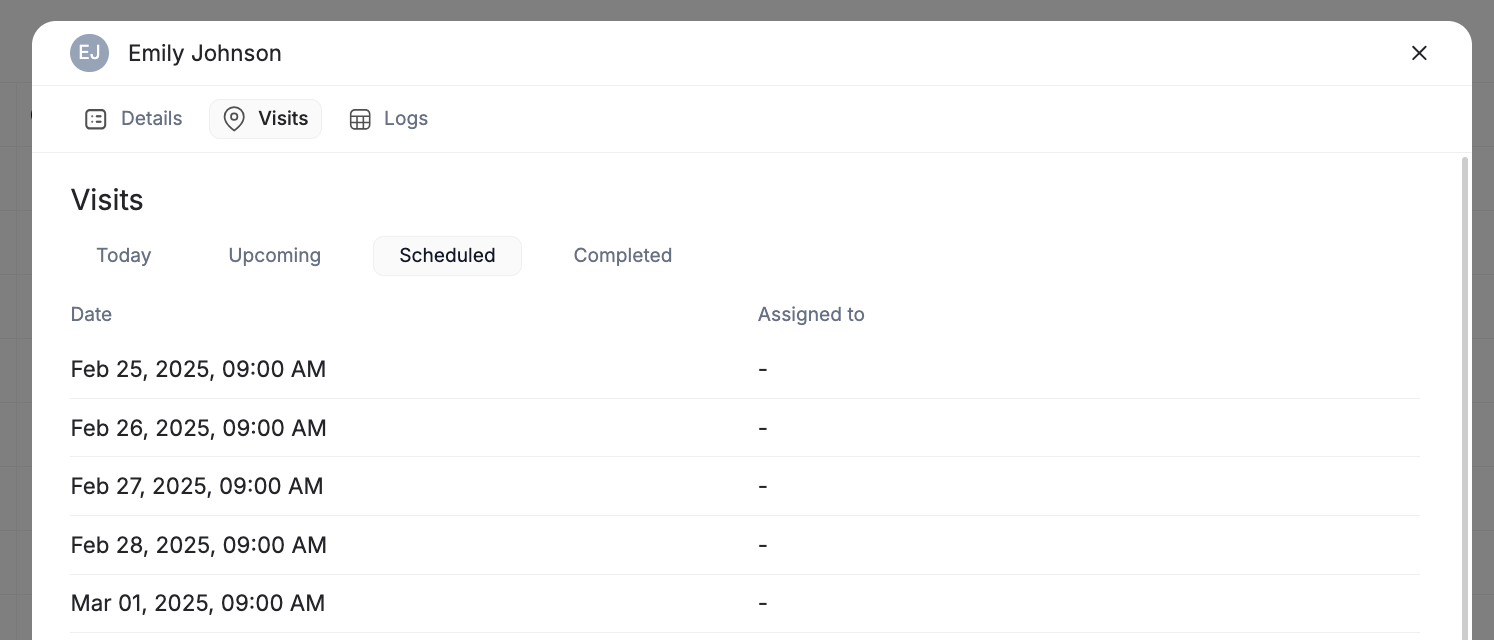 EJ Emily Johnson
Details Visits Logs
Visits
Today Upcoming Scheduled Completed
Date Assigned to
Feb 25, 2025, 09:00 AM -
Feb 26, 2025, 09:00 AM -
Feb 27, 2025, 09:00 AM -
Feb 28, 2025, 09:00 AM -
Mar 01, 2025, 09:00 AM -